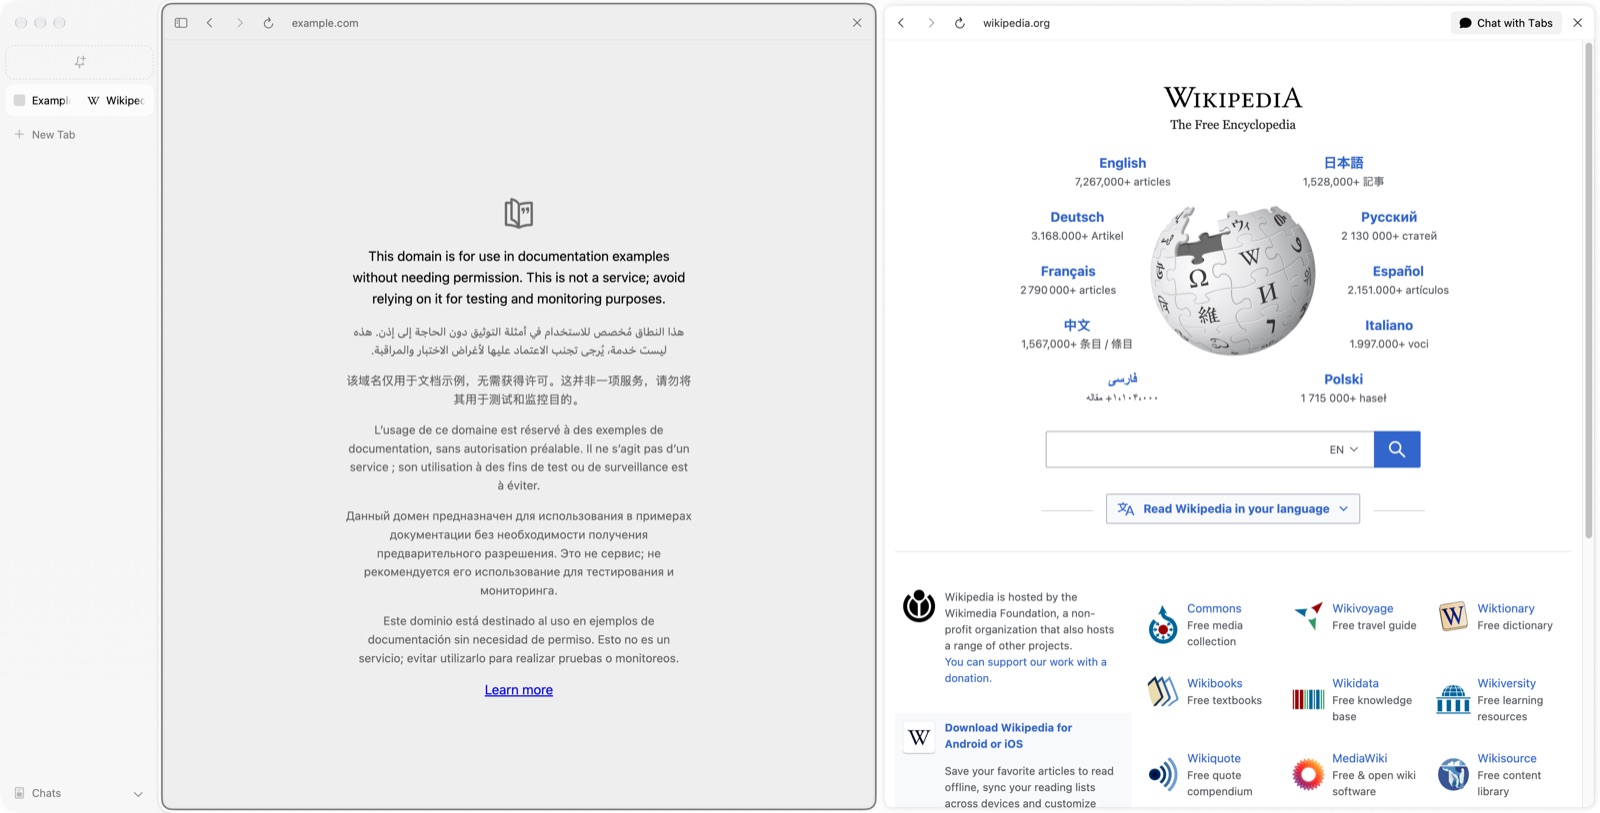 example.com
wikipedia.org
Chat with Tabs
Exampl
W Wikipec
New Tab
Chats
This domain is for use in documentation examples
without needing permission. This is not a service; avoid
relying on it for testing and monitoring purposes.
هذا النطاق مُخصص للاستخدام في أمثلة التوثيق دون الحاجة إلى إذن. هذه
ليست خدمة، يُرجى تجنب الاعتماد عليها لأغراض الاختبار والمراقبة.
该域名仅用于文档示例，无需获得许可。这并非一项服务，请勿将
其用于测试和监控目的。
L’usage de ce domaine est réservé à des exemples de
documentation, sans autorisation préalable. Il ne s’agit pas d’un
service ; son utilisation à des fins de test ou de surveillance est
à éviter.
Данный домен предназначен для использования в примерах
документации без необходимости получения
предварительного разрешения. Это не сервис; не
рекомендуется его использование для тестирования и
мониторинга.
Este dominio está destinado al uso en ejemplos de
documentación sin necesidad de permiso. Esto no es un
servicio; evitar utilizarlo para realizar pruebas o monitoreos.
Learn more
WIKIPEDIA
The Free Encyclopedia
English
7,267,000+ articles
日本語
1,528,000+ 記事
Deutsch
3.168.000+ Artikel
Русский
2 130 000+ статей
Français
2 790 000+ articles
Español
2.151.000+ artículos
中文
1,567,000+ 条目 / 條目
Italiano
1.997.000+ voci
فارسی
۱٬۱۰۴٬۰۰۰+ مقاله
Polski
1 715 000+ haseł
Ω W И 維 7
EN
Read Wikipedia in your language
Wikipedia is hosted by the
Wikimedia Foundation, a non-
profit organization that also hosts
a range of other projects.
You can support our work with a
donation.
W
Download Wikipedia for
Android or iOS
Save your favorite articles to read
offline, sync your reading lists
across devices and customize
Commons
Free media
collection
Wikivoyage
Free travel guide
W
Wiktionary
Free dictionary
Wikibooks
Free textbooks
Wikidata
Free knowledge
base
Wikiversity
Free learning
resources
Wikiquote
Free quote
compendium
MediaWiki
Free & open wiki
software
Wikisource
Free content
library